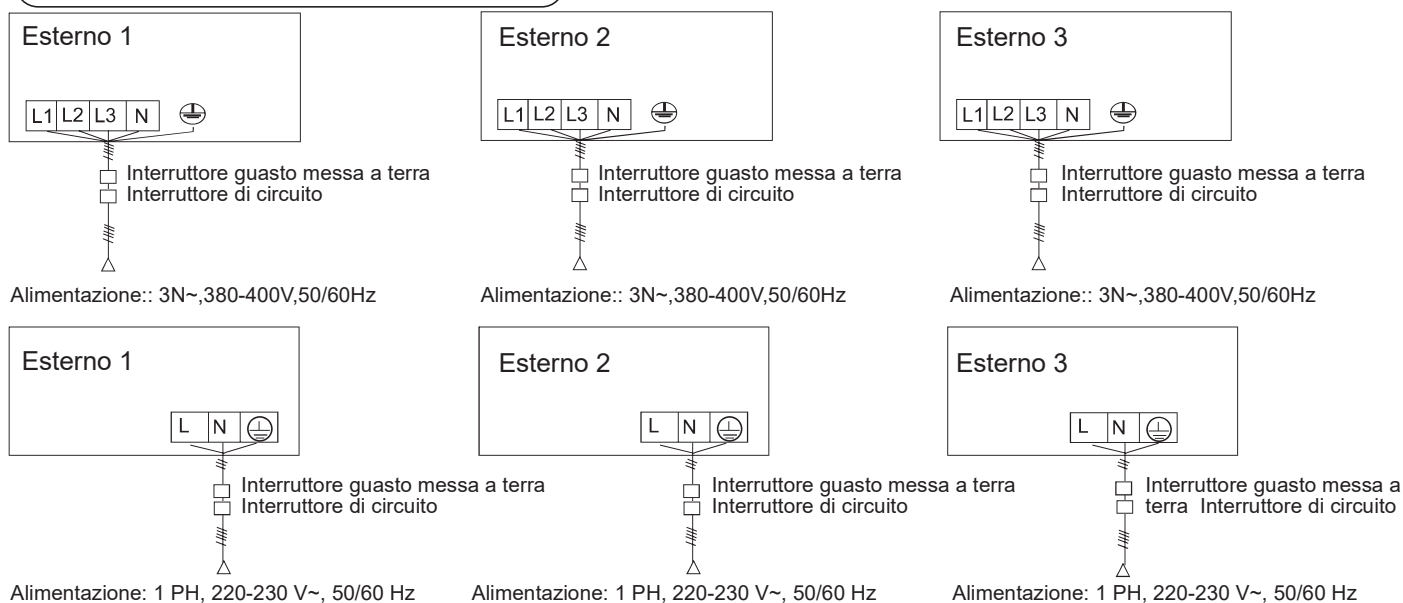 Esterno 1
L1 L2 L3 N
Interruttore guasto messa a terra
Interruttore di circuito
Alimentazione:: 3N~,380-400V,50/60Hz
Esterno 2
L1 L2 L3 N
Interruttore guasto messa a terra
Interruttore di circuito
Alimentazione:: 3N~,380-400V,50/60Hz
Esterno 3
L1 L2 L3 N
Interruttore guasto messa a terra
Interruttore di circuito
Alimentazione:: 3N~,380-400V,50/60Hz
Esterno 1
L N
Interruttore guasto messa a terra
Interruttore di circuito
Alimentazione: 1 PH, 220-230 V~, 50/60 Hz
Esterno 2
L N
Interruttore guasto messa a terra
Interruttore di circuito
Alimentazione: 1 PH, 220-230 V~, 50/60 Hz
Esterno 3
L N
Interruttore guasto messa a
terra Interruttore di circuito
Alimentazione: 1 PH, 220-230 V~, 50/60 Hz